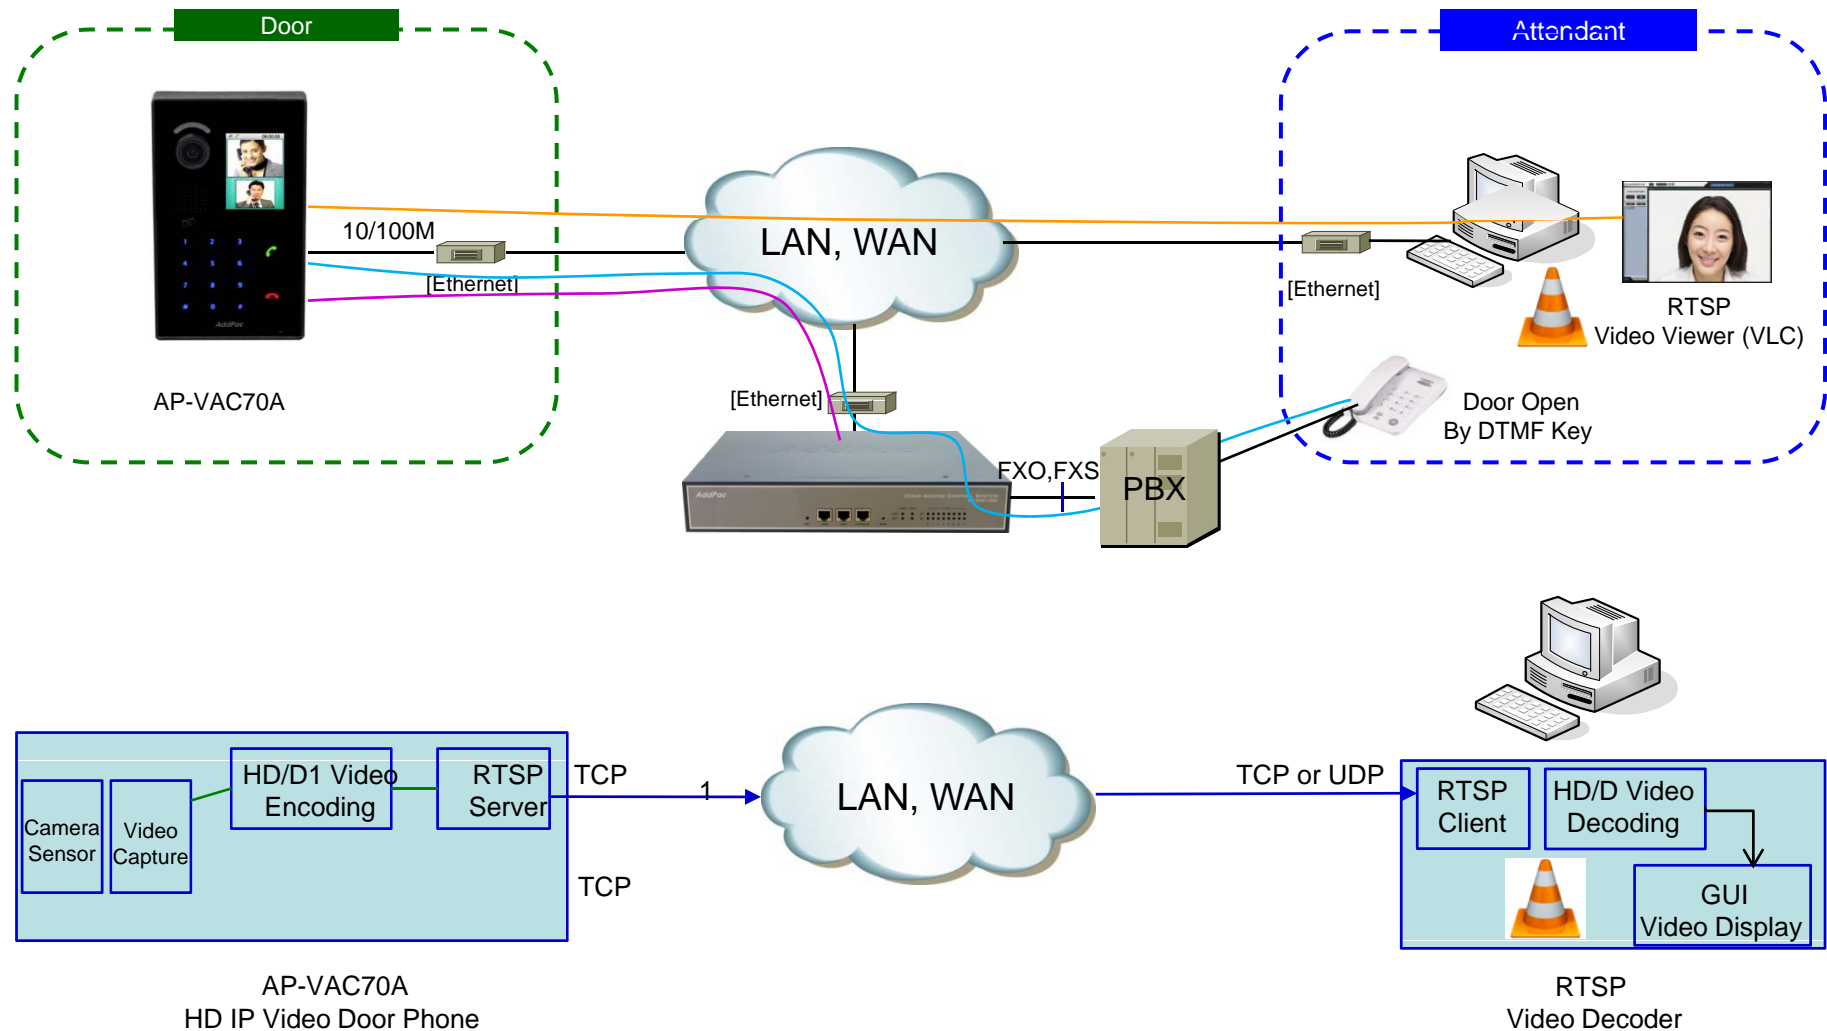 Door
Attendant
10/100M
[Ethernet]
LAN, WAN
[Ethernet]
RTSP
Video Viewer (VLC)
AddPac
AP-VAC70A
[Ethernet]
Door Open
By DTMF Key
FXO,FXS
PBX
AddPac
HD/D1 Video
Encoding
RTSP
Server
Camera
Sensor
Video
Capture
TCP
1
TCP
LAN, WAN
TCP or UDP
RTSP
Client
HD/D Video
Decoding
GUI
Video Display
AP-VAC70A
HD IP Video Door Phone
RTSP
Video Decoder